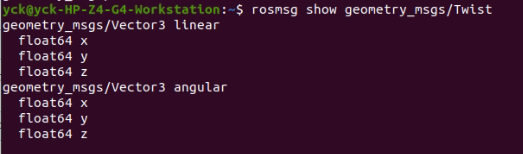 yck@yck-HP-Z4-G4-Workstation:~$ rosmsg show geometry_msgs/Twist
geometry_msgs/Vector3 linear
  float64 x
  float64 y
  float64 z
geometry_msgs/Vector3 angular
  float64 x
  float64 y
  float64 z